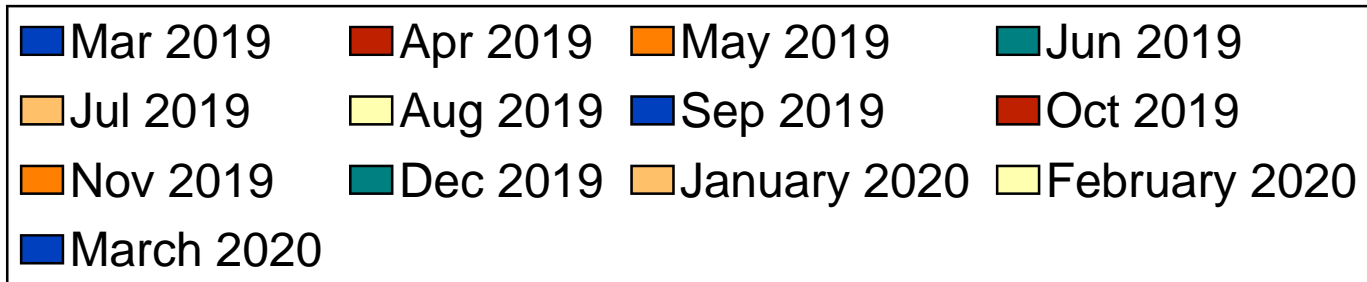 Mar 2019 Apr 2019 May 2019 Jun 2019
Jul 2019 Aug 2019 Sep 2019 Oct 2019
Nov 2019 Dec 2019 January 2020 February 2020
March 2020